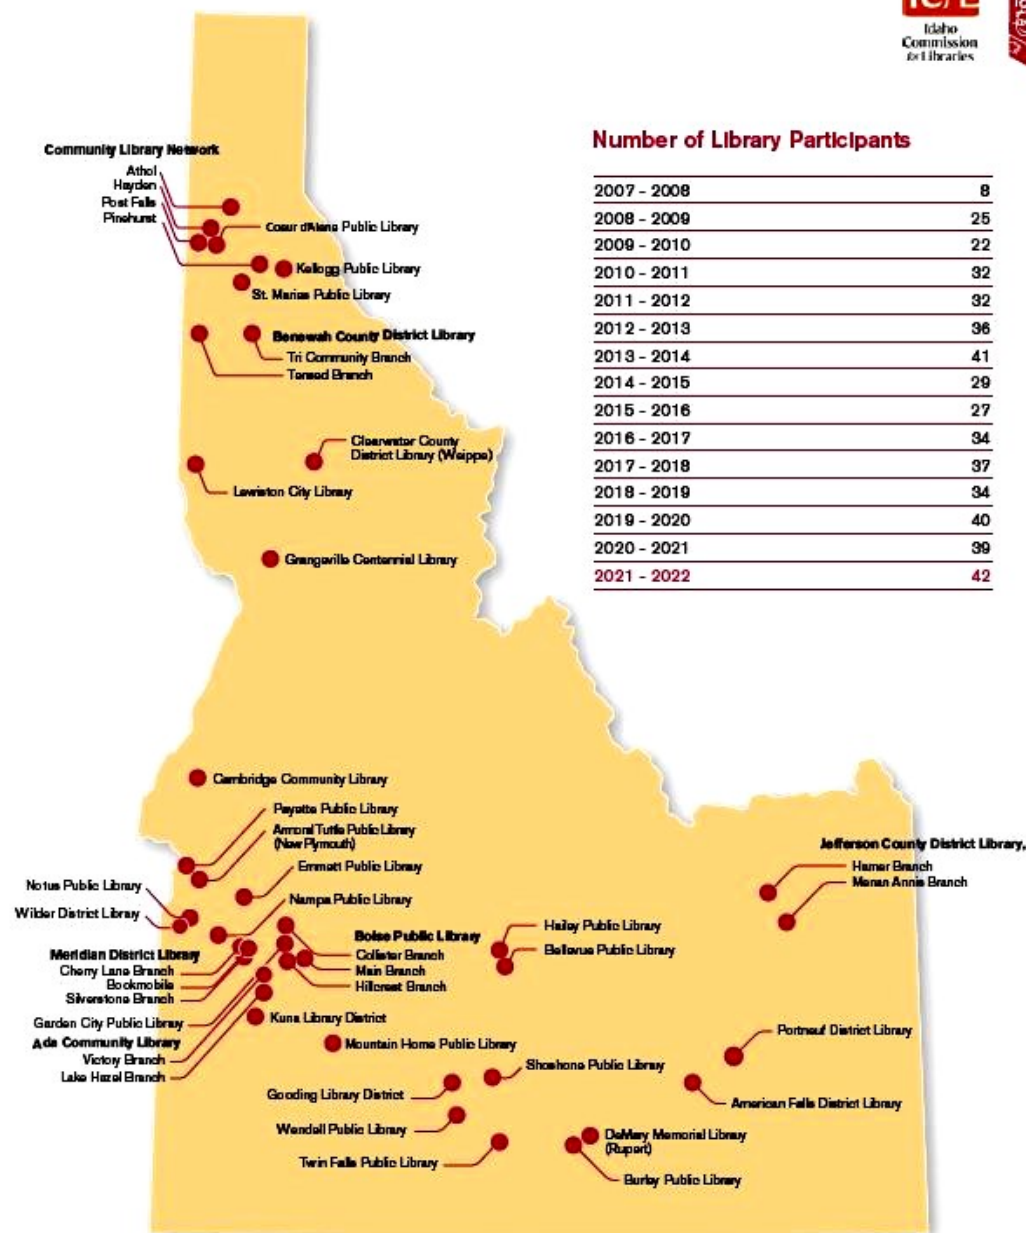 Idaho
Commission
for Libraries
Number of Library Participants
2007 - 2008 8
2008 - 2009 25
2009 - 2010 22
2010 - 2011 32
2011 - 2012 32
2012 - 2013 36
2013 - 2014 41
2014 - 2015 29
2015 - 2016 27
2016 - 2017 34
2017 - 2018 37
2018 - 2019 34
2019 - 2020 40
2020 - 2021 39
2021 - 2022 42
Community Library Network
Athol
Hayden
Post Falls
Pinehurst
Coeur d'Alene Public Library
Kellogg Public Library
St. Maries Public Library
Benewah County District Library
Tri Community Branch
Tensed Branch
Clearwater County
District Library (Weippe)
Lewiston City Library
Grangeville Centennial Library
Cambridge Community Library
Payette Public Library
Armoral Tuttle Public Library
(New Plymouth)
Emmett Public Library
Notus Public Library
Nampa Public Library
Wilder District Library
Boise Public Library
Collister Branch
Main Branch
Hillcrest Branch
Meridian District Library
Cherry Lane Branch
Bookmobile
Silverstone Branch
Garden City Public Library
Kuna Library District
Ada Community Library
Victory Branch
Lake Hazel Branch
Mountain Home Public Library
Hailey Public Library
Bellevue Public Library
Jefferson County District Library,
Hamer Branch
Menan Annis Branch
Portneuf District Library
Shoshone Public Library
Gooding Library District
American Falls District Library
Wendell Public Library
DeMary Memorial Library
(Rupert)
Twin Falls Public Library
Burley Public Library